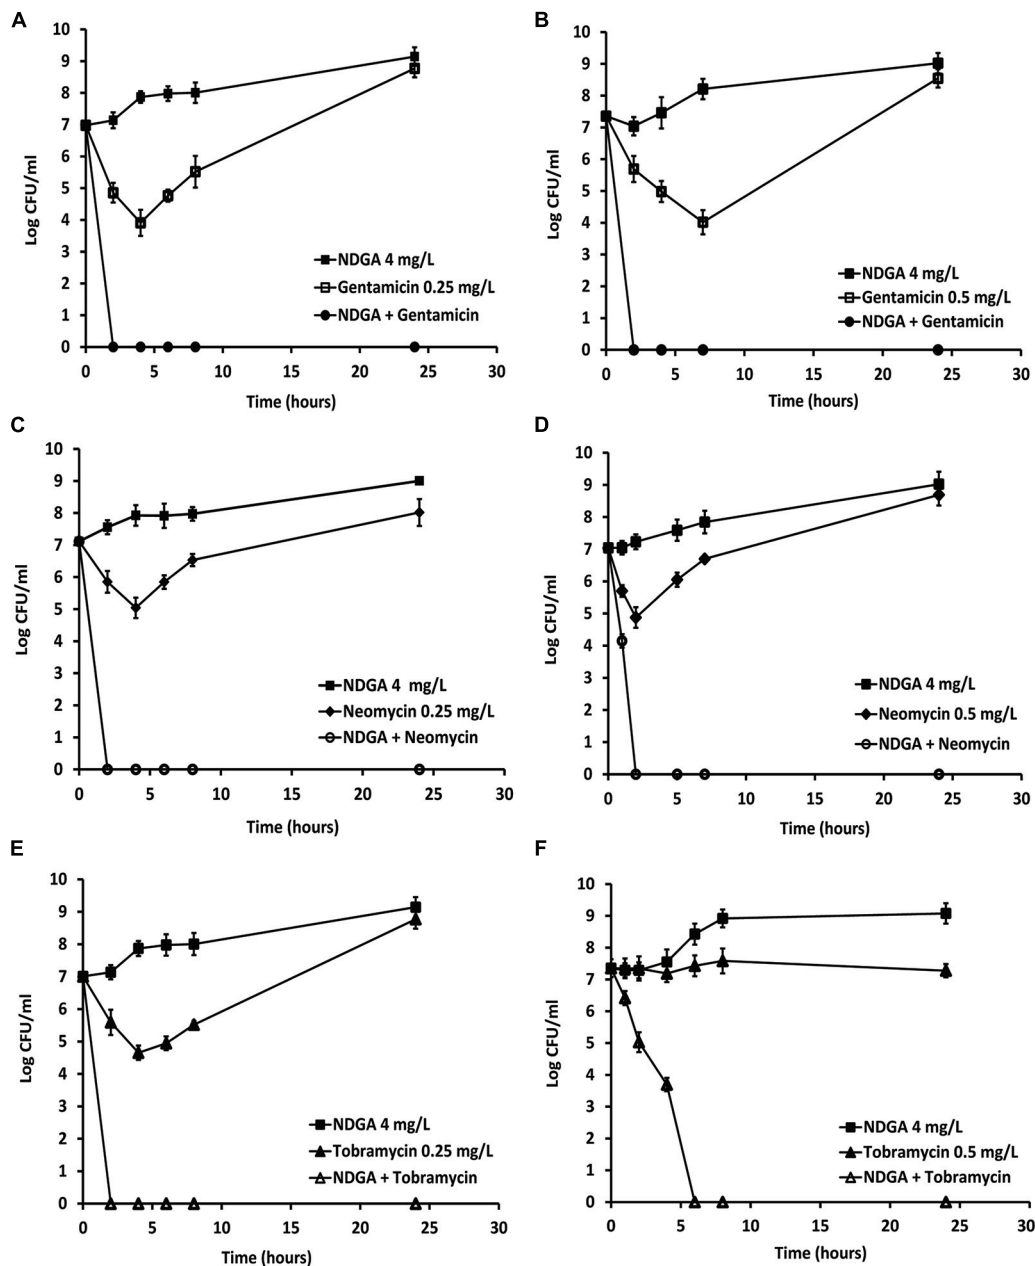 A
10
9
8
7
6
5
4
3
2
1
0
Log CFU/ml
NDGA 4 mg/L
Gentamicin 0.25 mg/L
NDGA + Gentamicin
0 5 10 15 20 25 30
Time (hours)
B
10
9
8
7
6
5
4
3
2
1
0
Log CFU/ml
NDGA 4 mg/L
Gentamicin 0.5 mg/L
NDGA + Gentamicin
0 5 10 15 20 25 30
Time (hours)
C
10
9
8
7
6
5
4
3
2
1
0
Log CFU/ml
NDGA 4 mg/L
Neomycin 0.25 mg/L
NDGA + Neomycin
0 5 10 15 20 25 30
Time (hours)
D
10
9
8
7
6
5
4
3
2
1
0
Log CFU/ml
NDGA 4 mg/L
Neomycin 0.5 mg/L
NDGA + Neomycin
0 5 10 15 20 25 30
Time (hours)
E
10
9
8
7
6
5
4
3
2
1
0
Log CFU/ml
NDGA 4 mg/L
Tobramycin 0.25 mg/L
NDGA + Tobramycin
0 5 10 15 20 25 30
Time (hours)
F
10
9
8
7
6
5
4
3
2
1
0
Log CFU/ml
NDGA 4 mg/L
Tobramycin 0.5 mg/L
NDGA + Tobramycin
0 5 10 15 20 25 30
Time (hours)